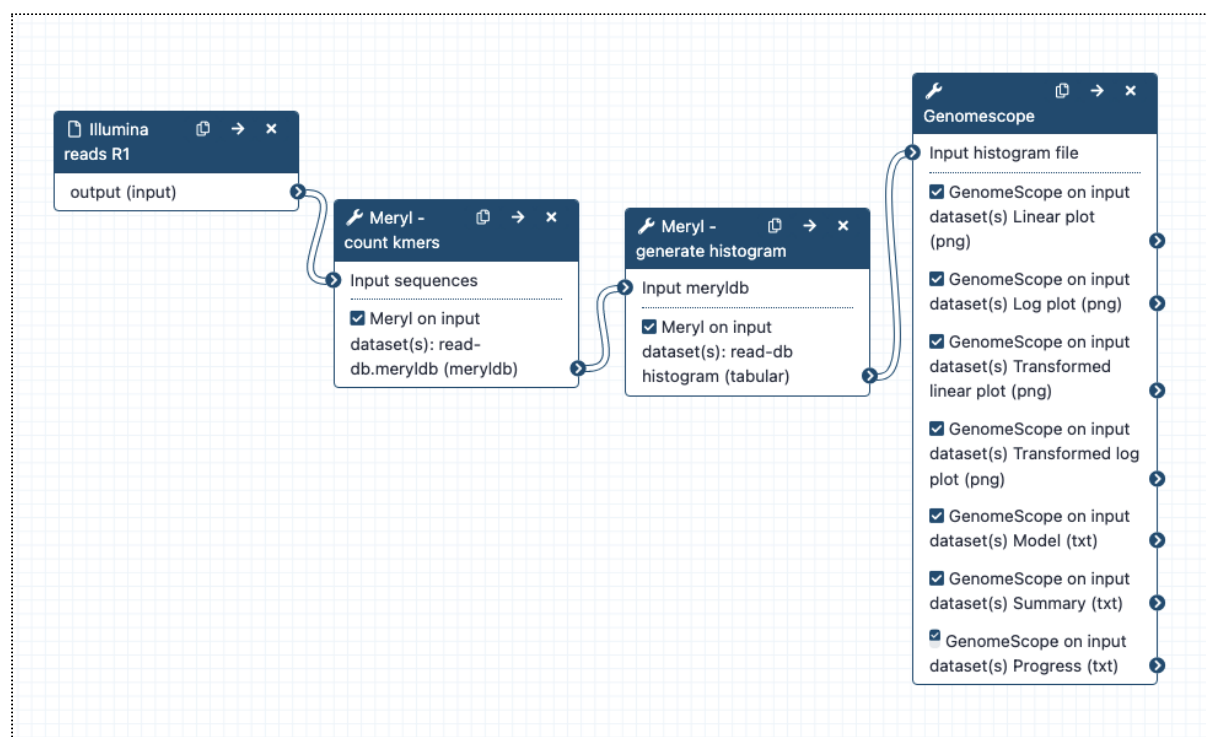 Illumina
reads R1
output (input)
Meryl -
count kmers
Input sequences
Meryl on input
dataset(s): read-
db.meryldb (meryldb)
Meryl -
generate histogram
Input meryldb
Meryl on input
dataset(s): read-db
histogram (tabular)
Genomescope
Input histogram file
GenomeScope on input
dataset(s) Linear plot
(png)
GenomeScope on input
dataset(s) Log plot (png)
GenomeScope on input
dataset(s) Transformed
linear plot (png)
GenomeScope on input
dataset(s) Transformed log
plot (png)
GenomeScope on input
dataset(s) Model (txt)
GenomeScope on input
dataset(s) Summary (txt)
GenomeScope on input
dataset(s) Progress (txt)